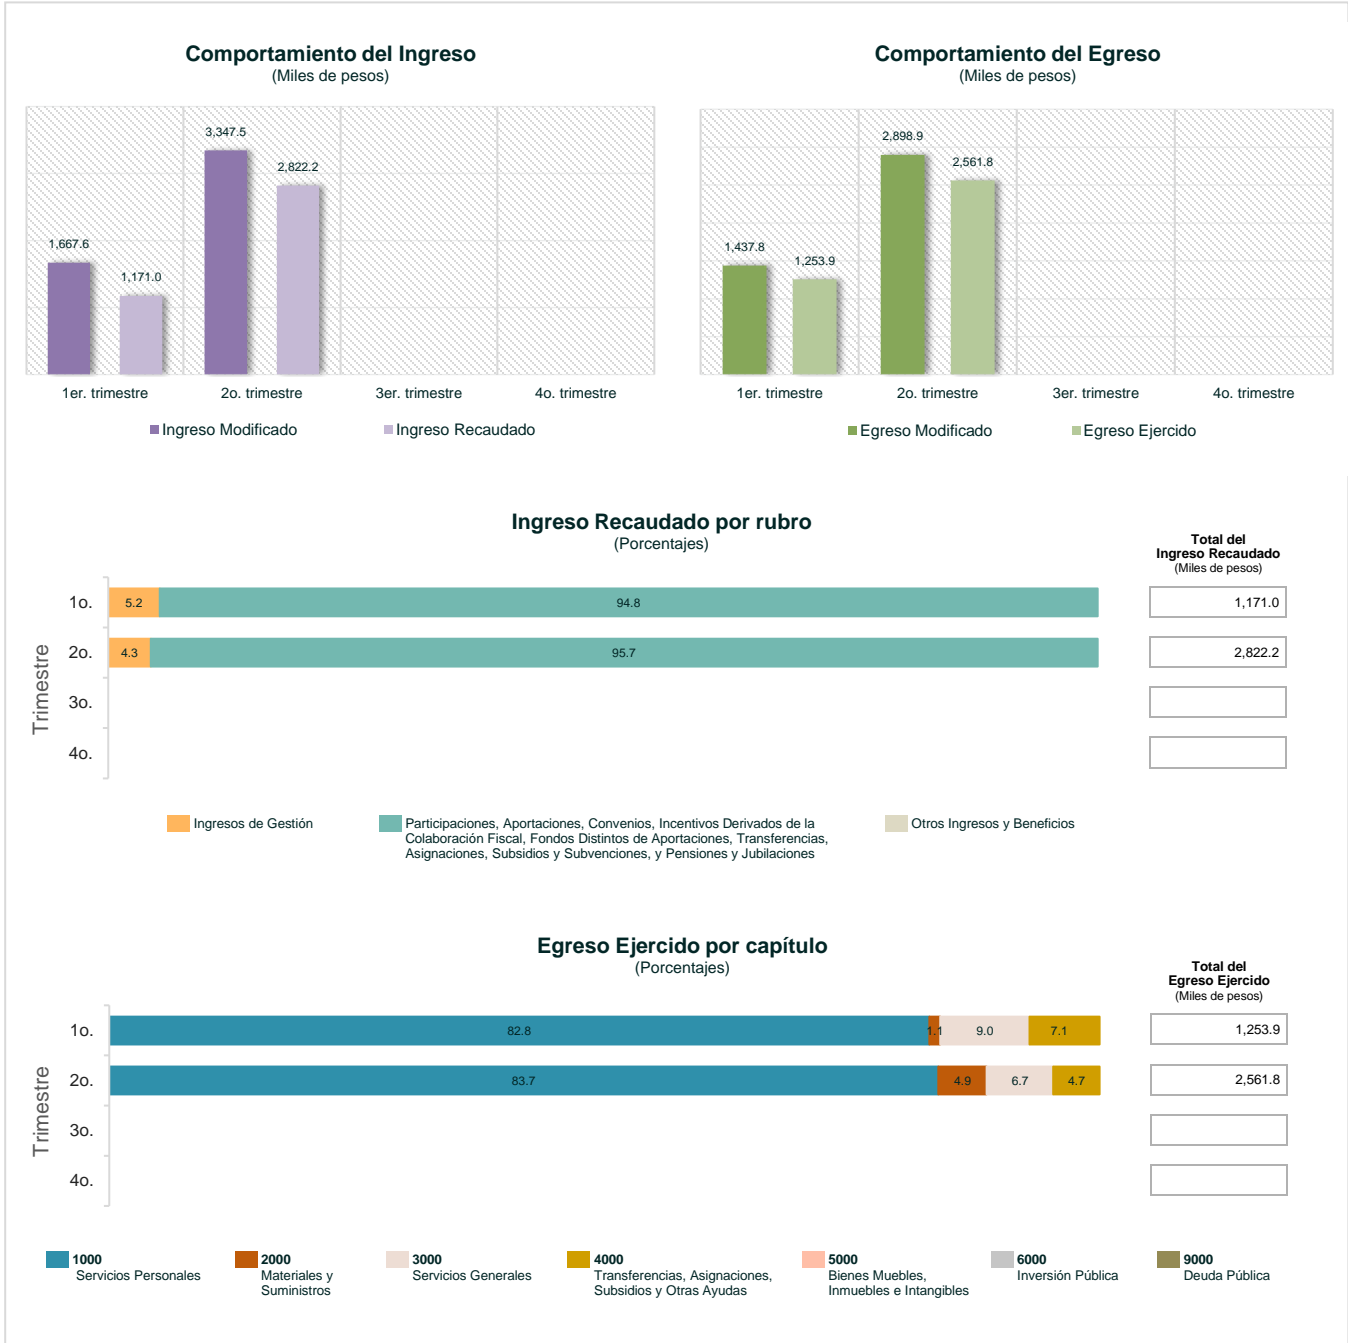 Comportamiento del Ingreso
(Miles de pesos)
3,347.5
2,822.2
1,667.6
1,171.0
1er. trimestre
2o. trimestre
3er. trimestre
4o. trimestre
Ingreso Modificado
Ingreso Recaudado
Comportamiento del Egreso
(Miles de pesos)
2,898.9
2,561.8
1,437.8
1,253.9
1er. trimestre
2o. trimestre
3er. trimestre
4o. trimestre
Egreso Modificado
Egreso Ejercido
Ingreso Recaudado por rubro
(Porcentajes)
Total del
Ingreso Recaudado
(Miles de pesos)
Trimestre
1o.
5.2
94.8
1,171.0
2o.
4.3
95.7
2,822.2
3o.
4o.
Ingresos de Gestión
Participaciones, Aportaciones, Convenios, Incentivos Derivados de la
Colaboración Fiscal, Fondos Distintos de Aportaciones, Transferencias,
Asignaciones, Subsidios y Subvenciones, y Pensiones y Jubilaciones
Otros Ingresos y Beneficios
Egreso Ejercido por capítulo
(Porcentajes)
Total del
Egreso Ejercido
(Miles de pesos)
Trimestre
1o.
82.8
1.1
9.0
7.1
1,253.9
2o.
83.7
4.9
6.7
4.7
2,561.8
3o.
4o.
1000
Servicios Personales
2000
Materiales y
Suministros
3000
Servicios Generales
4000
Transferencias, Asignaciones,
Subsidios y Otras Ayudas
5000
Bienes Muebles,
Inmuebles e Intangibles
6000
Inversión Pública
9000
Deuda Pública